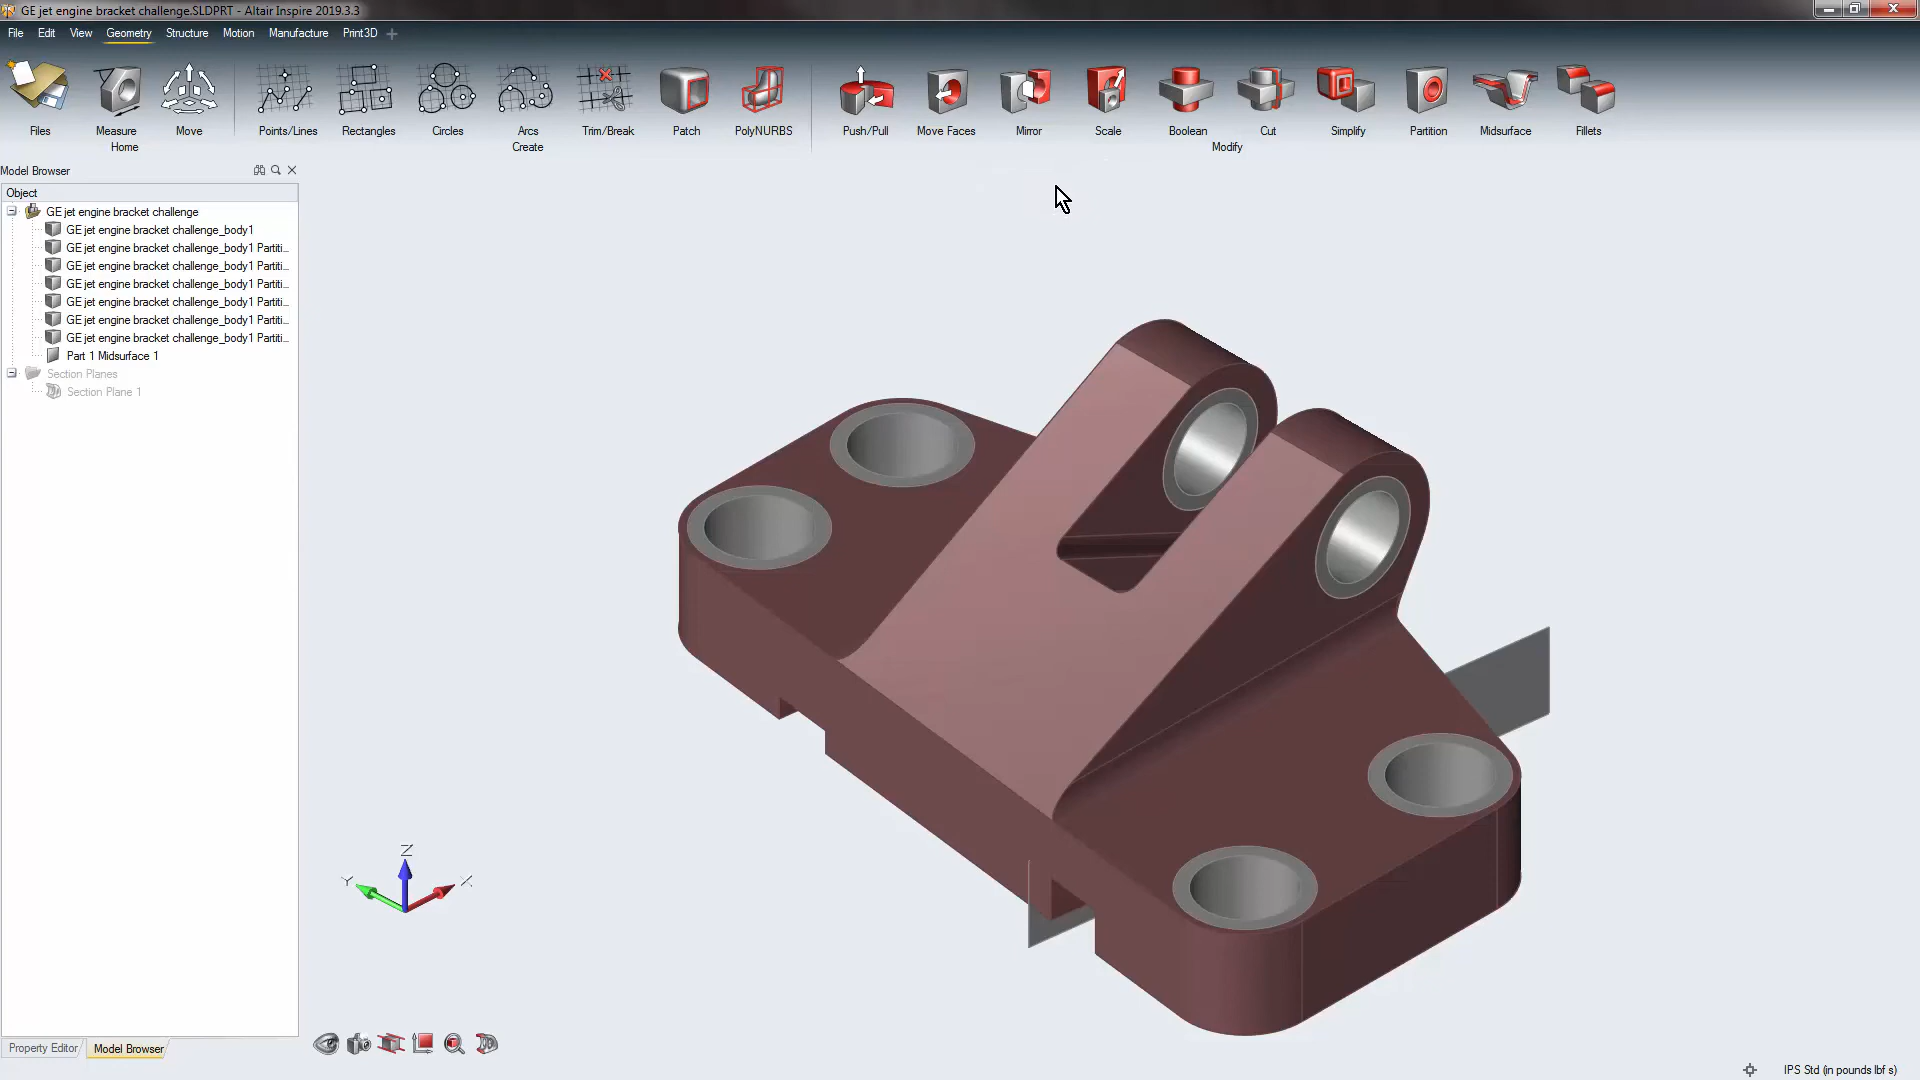 GE jet engine bracket challenge.SLDPRT - Altair Inspire 2019.3.3
File Edit View Geometry Structure Motion Manufacture Print3D
Files Measure Move Points/Lines Rectangles Circles Arcs Trim/Break Patch PolyNURBS Push/Pull Move Faces Mirror Scale Boolean Cut Simplify Partition Midsurface Fillets
Home Create Modify
Model Browser
Object
GE jet engine bracket challenge
GE jet engine bracket challenge_body1
GE jet engine bracket challenge_body1 Partiti...
GE jet engine bracket challenge_body1 Partiti...
GE jet engine bracket challenge_body1 Partiti...
GE jet engine bracket challenge_body1 Partiti...
GE jet engine bracket challenge_body1 Partiti...
GE jet engine bracket challenge_body1 Partiti...
Part 1 Midsurface 1
Section Planes
Section Plane 1
Z
Y X
Property Editor Model Browser
IPS Std (in pounds lbf s)